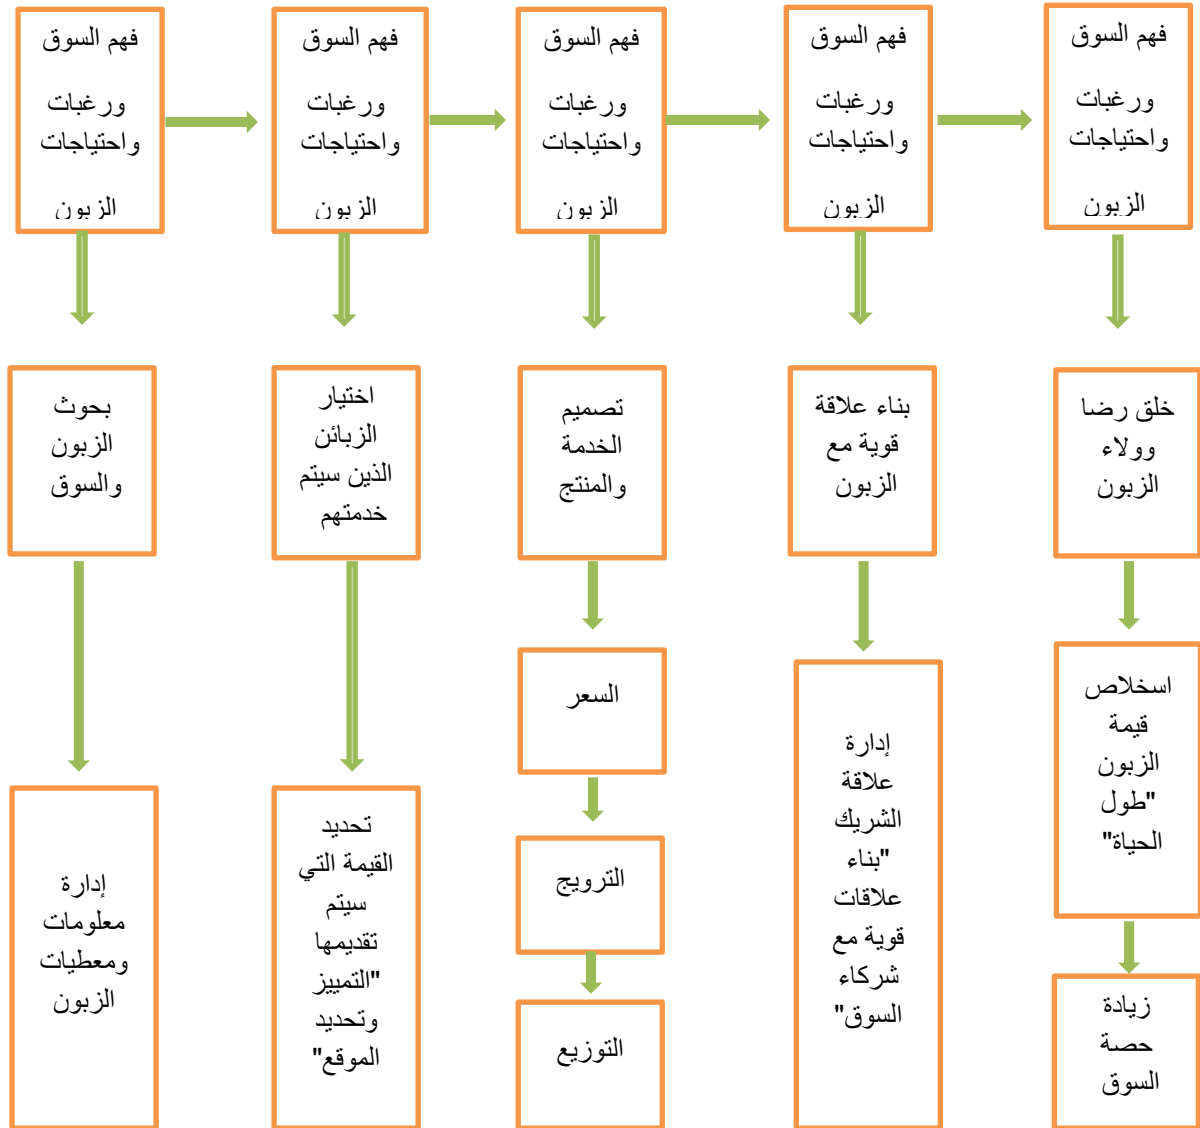 فهم السوق
ورغبات
واحتياجات
الزبون
فهم السوق
ورغبات
واحتياجات
الزبون
فهم السوق
ورغبات
واحتياجات
الزبون
فهم السوق
ورغبات
واحتياجات
الزبون
فهم السوق
ورغبات
واحتياجات
الزبون
بحوث
الزبون
والسوق
اختيار
الزبائن
الذين سيتم
خدمتهم
تصميم
الخدمة
والمنتج
بناء علاقة
قوية مع
الزبون
خلق رضا
وولاء
الزبون
السعر
اسخلاص
قيمة
الزبون
"طول
الحياة"
إدارة
علاقة
الشريك
"بناء
علاقات
قوية مع
شركاء
السوق"
إدارة
معلومات
ومعطيات
الزبون
تحديد
القيمة التي
سيتم
تقديمها
"التمييز
وتحديد
الموقع"
الترويج
التوزيع
زيادة
حصة
السوق